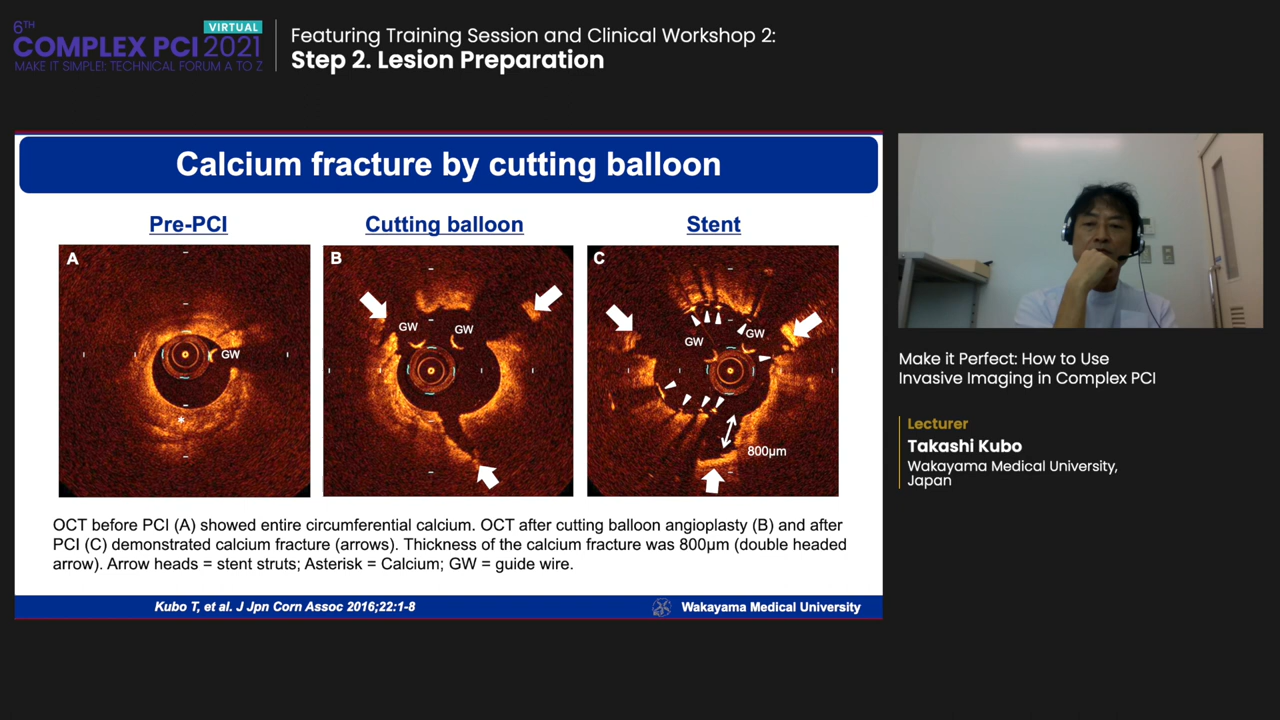 6TH
VIRTUAL
COMPLEX PCI 2021
MAKE IT SIMPLE!: TECHNICAL FORUM A TO Z
Featuring Training Session and Clinical Workshop 2:
Step 2. Lesion Preparation
Calcium fracture by cutting balloon
Pre-PCI
Cutting balloon
Stent
A
GW
*
B
GW
GW
C
GW
GW
800μm
OCT before PCI (A) showed entire circumferential calcium. OCT after cutting balloon angioplasty (B) and after
PCI (C) demonstrated calcium fracture (arrows). Thickness of the calcium fracture was 800μm (double headed
arrow). Arrow heads = stent struts; Asterisk = Calcium; GW = guide wire.
Kubo T, et al. J Jpn Corn Assoc 2016;22:1-8
Wakayama Medical University
Make it Perfect: How to Use
Invasive Imaging in Complex PCI
Lecturer
Takashi Kubo
Wakayama Medical University,
Japan